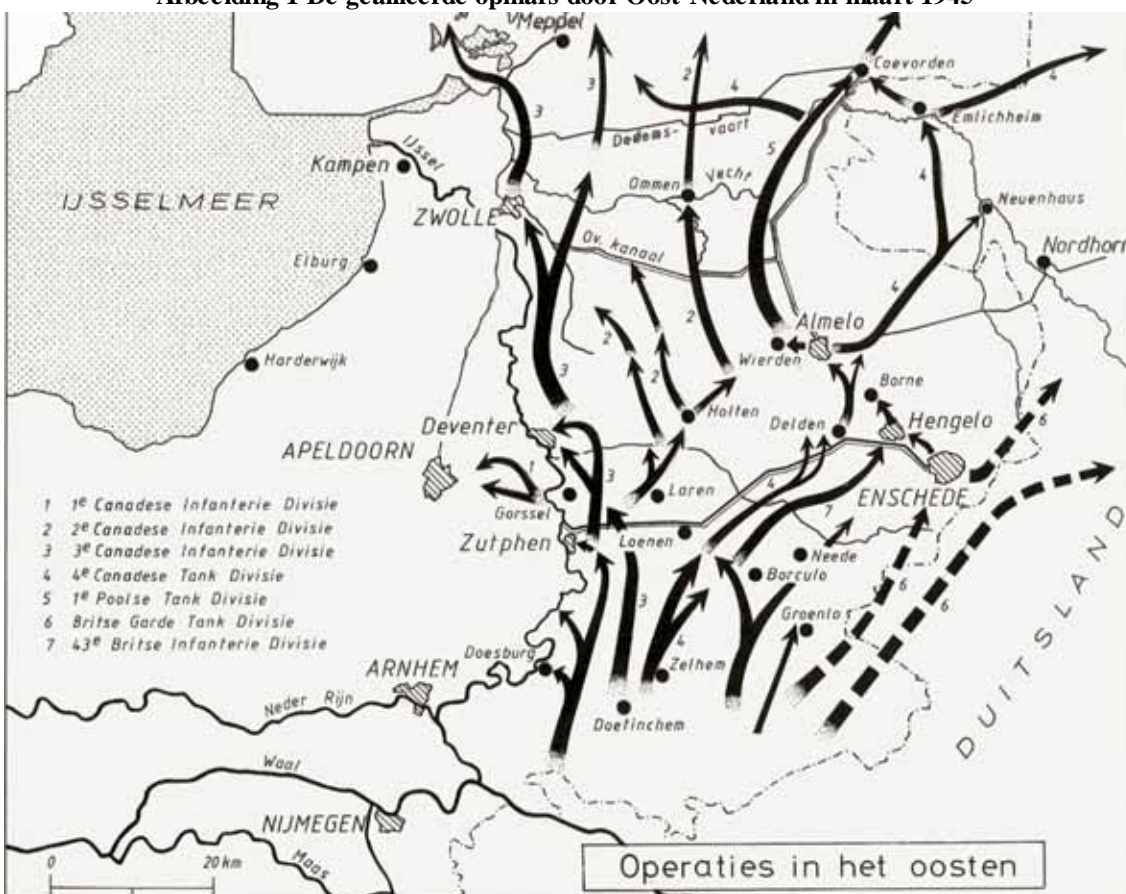 Afbeelding 1 De geallieerde opmars door Oost-Nederland in maart 1945
Meppel
Coevorden
Emlichheim
Dedems-
vaart
Kampen
IJssel
Ommen
Vecht
IJSSELMEER
ZWOLLE
Neuenhaus
Ov. kanaal
Nordhorn
Elburg
Almelo
Wierden
Harderwijk
Borne
Holten
Delden
Hengelo
Deventer
APELDOORN
ENSCHEDE
Laren
Gorssel
Zutphen
Loenen
Neede
Borculo
Groenlo
1 1e Canadese Infanterie Divisie
2 2e Canadese Infanterie Divisie
3 3e Canadese Infanterie Divisie
4 4e Canadese Tank Divisie
5 1e Poolse Tank Divisie
6 Britse Garde Tank Divisie
7 43e Britse Infanterie Divisie
DUITSLAND
Doesburg
ARNHEM
Zelhem
Neder Rijn
Doetinchem
Waal
NIJMEGEN
Maas
0 20 km
Operaties in het oosten